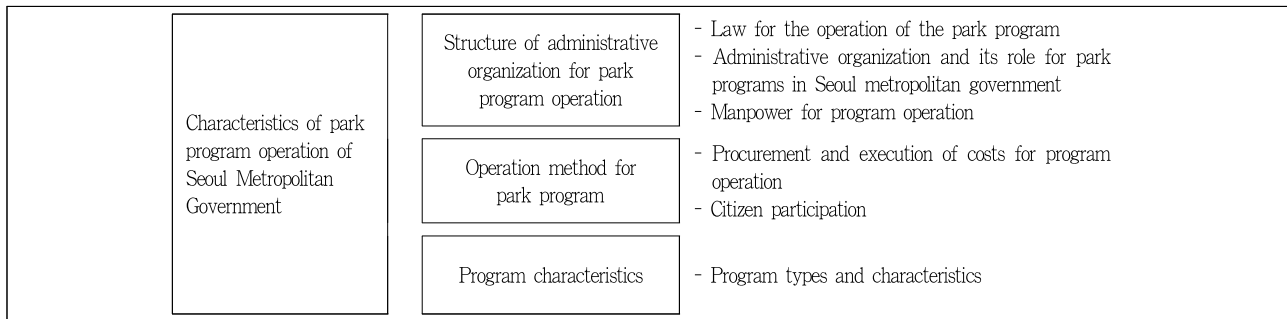 Characteristics of park
program operation of
Seoul Metropolitan
Government
Structure of administrative
organization for park
program operation
- Law for the operation of the park program
- Administrative organization and its role for park
programs in Seoul metropolitan government
- Manpower for program operation
Operation method for
park program
- Procurement and execution of costs for program
operation
- Citizen participation
Program characteristics
- Program types and characteristics